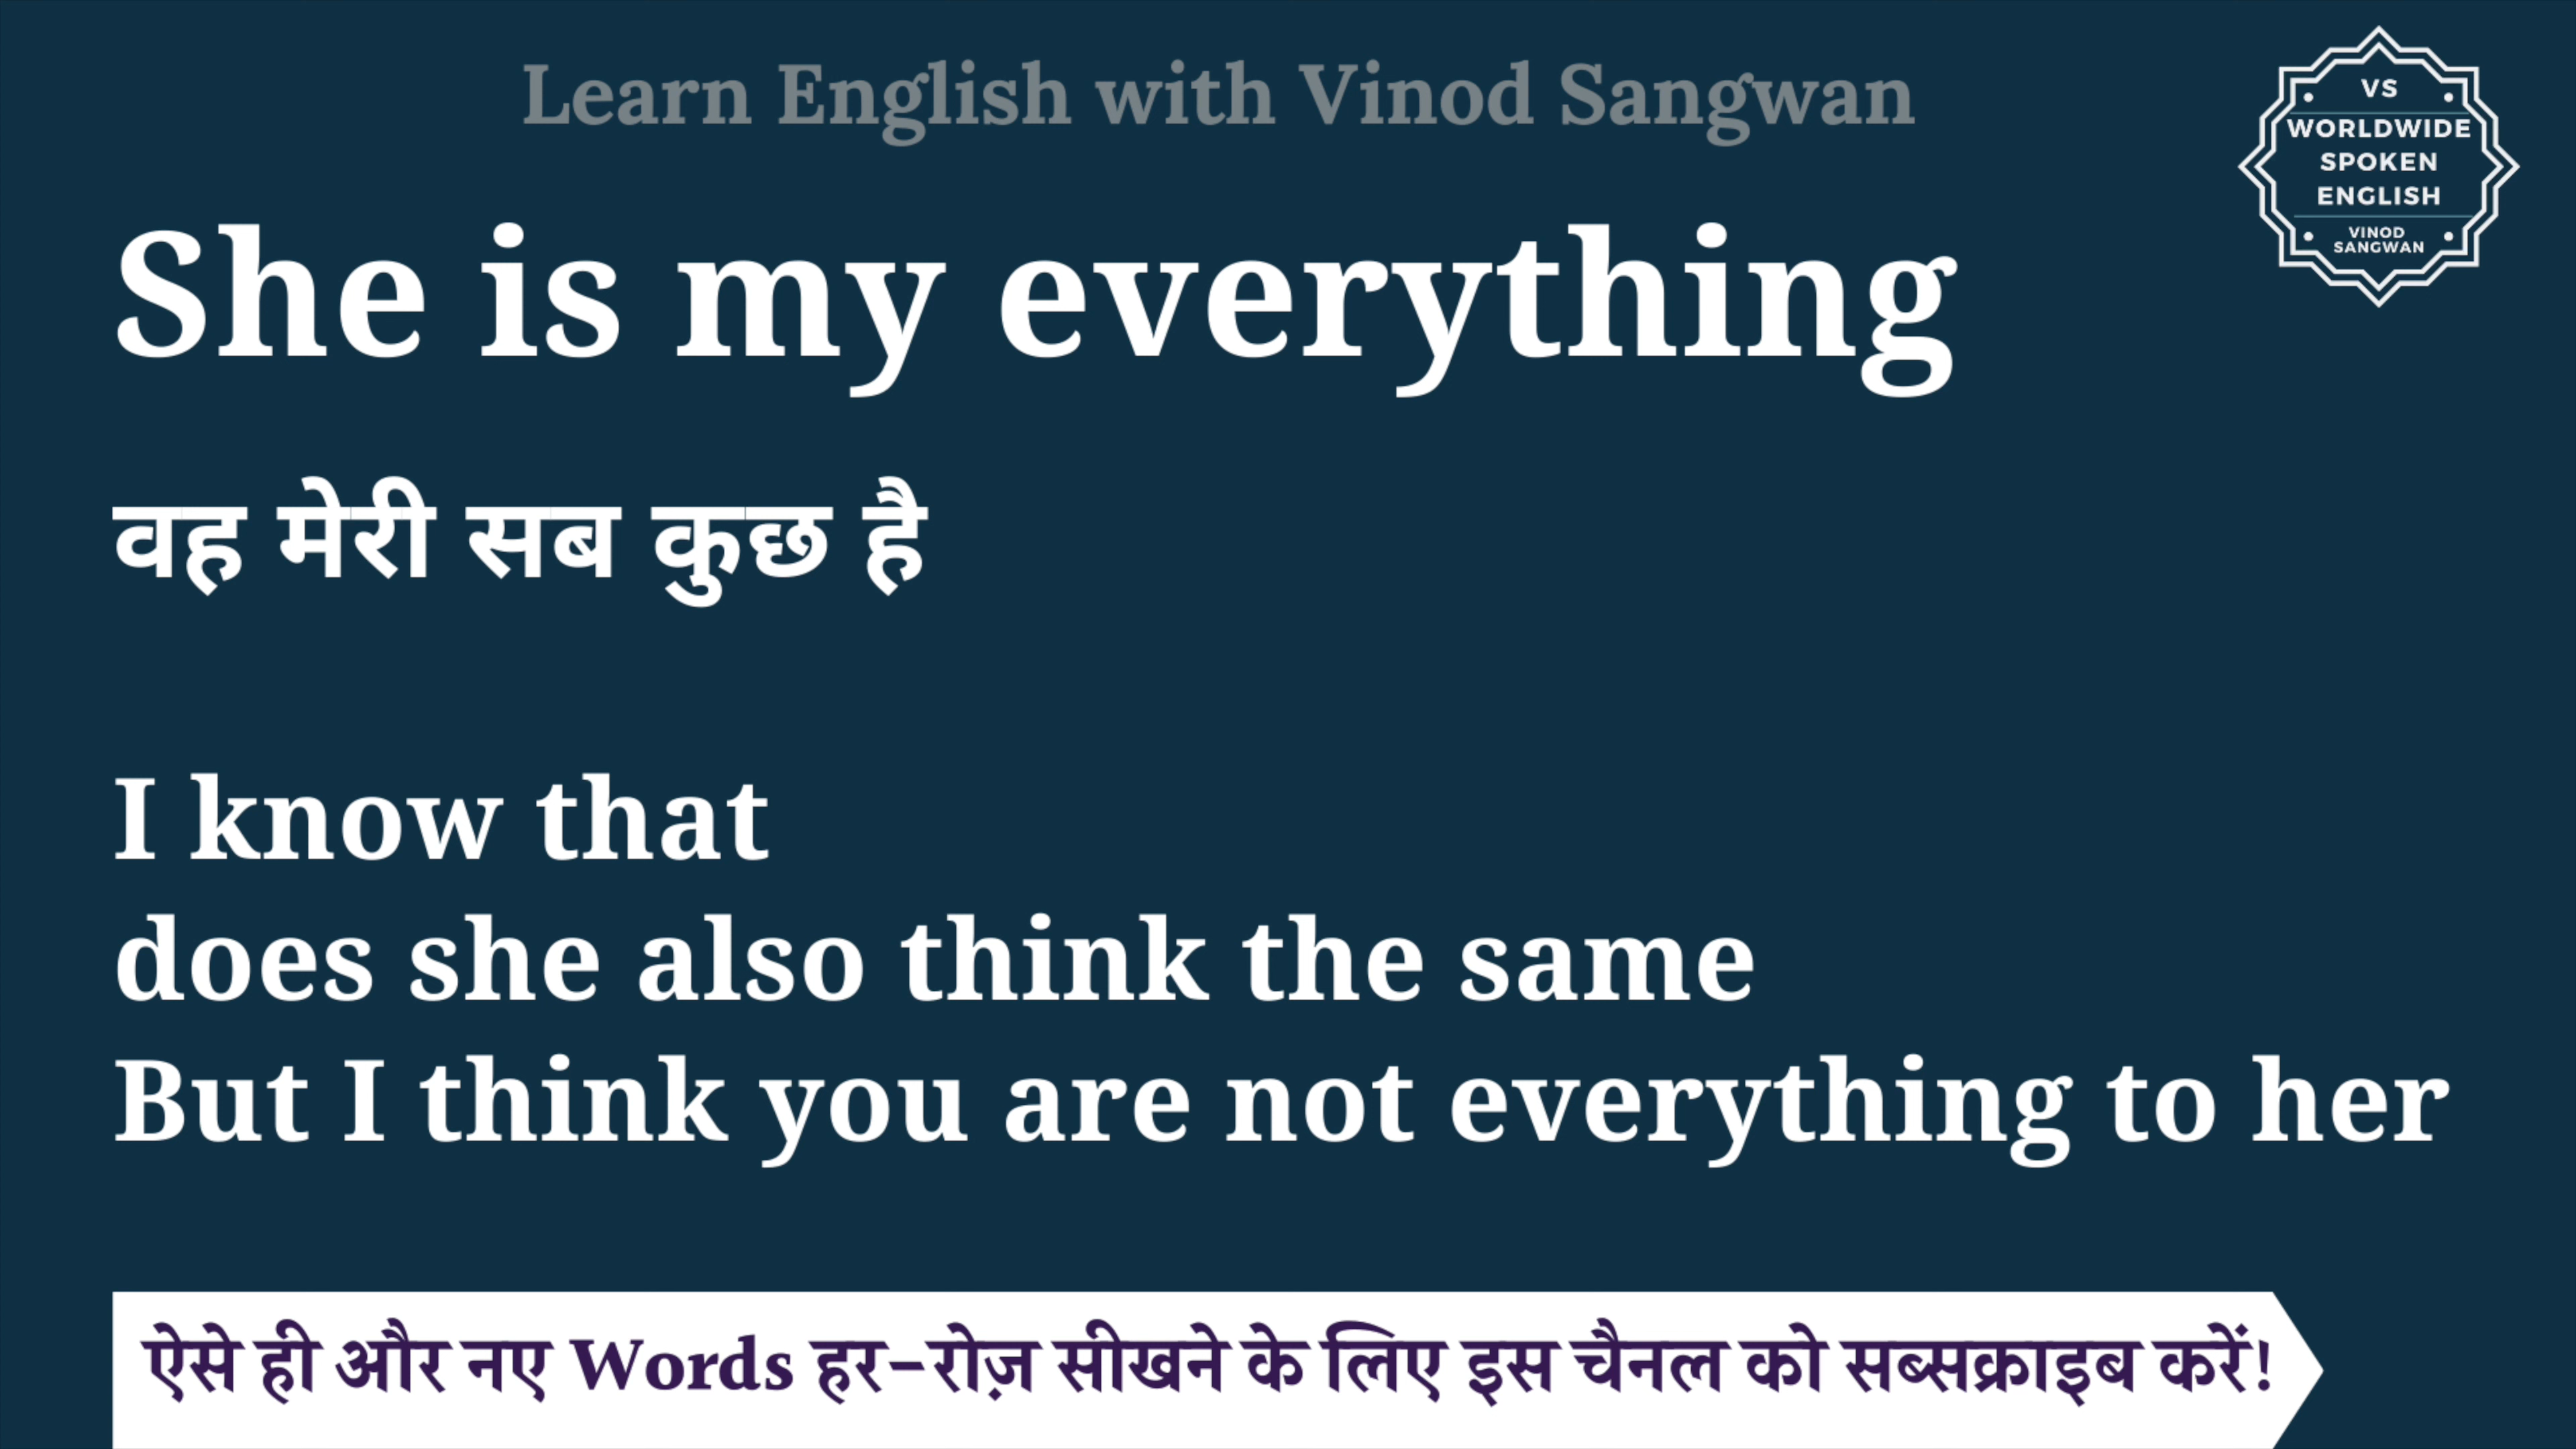 Learn English with Vinod Sangwan
VS
WORLDWIDE
SPOKEN
ENGLISH
VINOD
SANGWAN
She is my everything
वह मेरी सब कुछ है
I know that
does she also think the same
But I think you are not everything to her
ऐसे ही और नए Words हर-रोज़ सीखने के लिए इस चैनल को सब्सक्राइब करें!